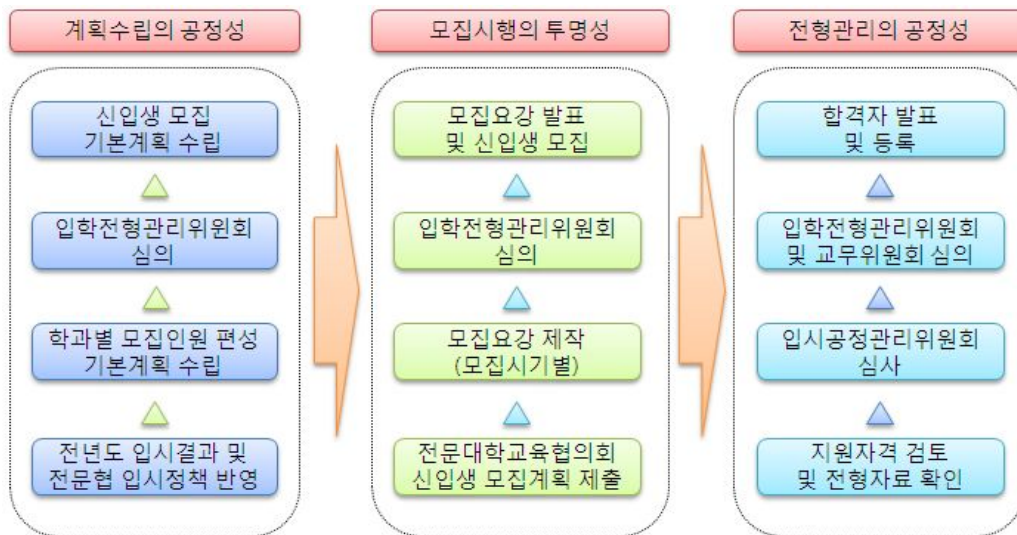 계획수립의 공정성
신입생 모집
기본계획 수립
입학전형관리위윈회
심의
학과별 모집인원 편성
기본계획 수립
전년도 입시결과 및
전문협 입시정책 반영
모집시행의 투명성
모집요강 발표
및 신입생 모집
입학전형관리위원회
심의
모집요강 제작
(모집시기별)
전문대학교육협의회
신입생 모집계획 제출
전형관리의 공정성
합격자 발표
및 등록
입학전형관리위원회
및 교무위원회 심의
입시공정관리위원회
심사
지원자격 검토
및 전형자료 확인